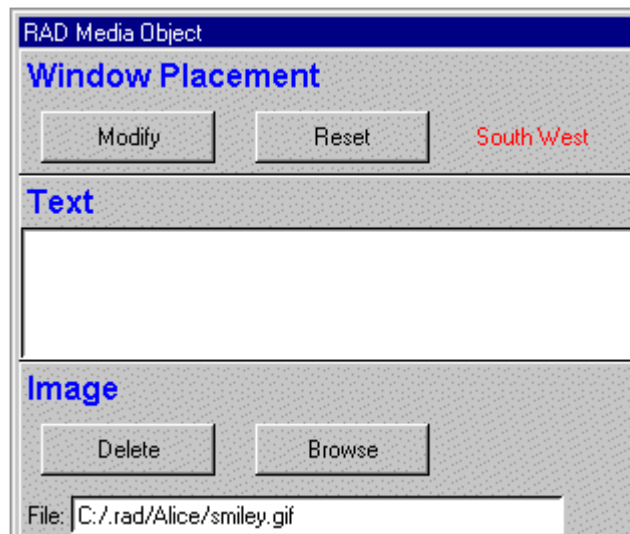 RAD Media Object
Window Placement
Modify Reset South West
Text
Image
Delete Browse
File: C:/.rad/Alice/smiley.gif